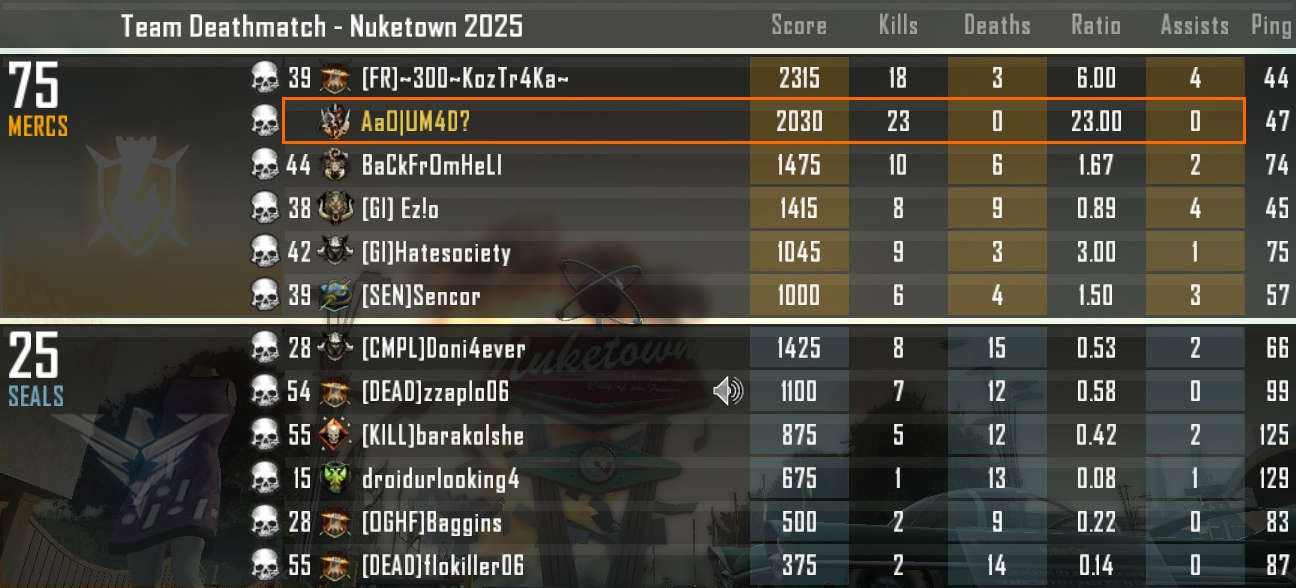 Team Deathmatch - Nuketown 2025 Score Kills Deaths Ratio Assists Ping
75
MERCS
39 [FR]~300~KozTr4Ka~ 2315 18 3 6.00 4 44
AaO|UM4D? 2030 23 0 23.00 0 47
44 BaCkFrOmHeLl 1475 10 6 1.67 2 74
38 [GI] Ez!o 1415 8 9 0.89 4 45
42 [GI]Hatesociety 1045 9 3 3.00 1 75
39 [SEN]Sencor 1000 6 4 1.50 3 57
25
SEALS
28 [CMPL]Doni4ever 1425 8 15 0.53 2 66
54 [DEAD]zzaplo06 1100 7 12 0.58 0 99
55 [KILL]barakolshe 875 5 12 0.42 2 125
15 droidurlooking4 675 1 13 0.08 1 129
28 [OGHF]Baggins 500 2 9 0.22 0 83
55 [DEAD]flokiller06 375 2 14 0.14 0 87
Nuketown